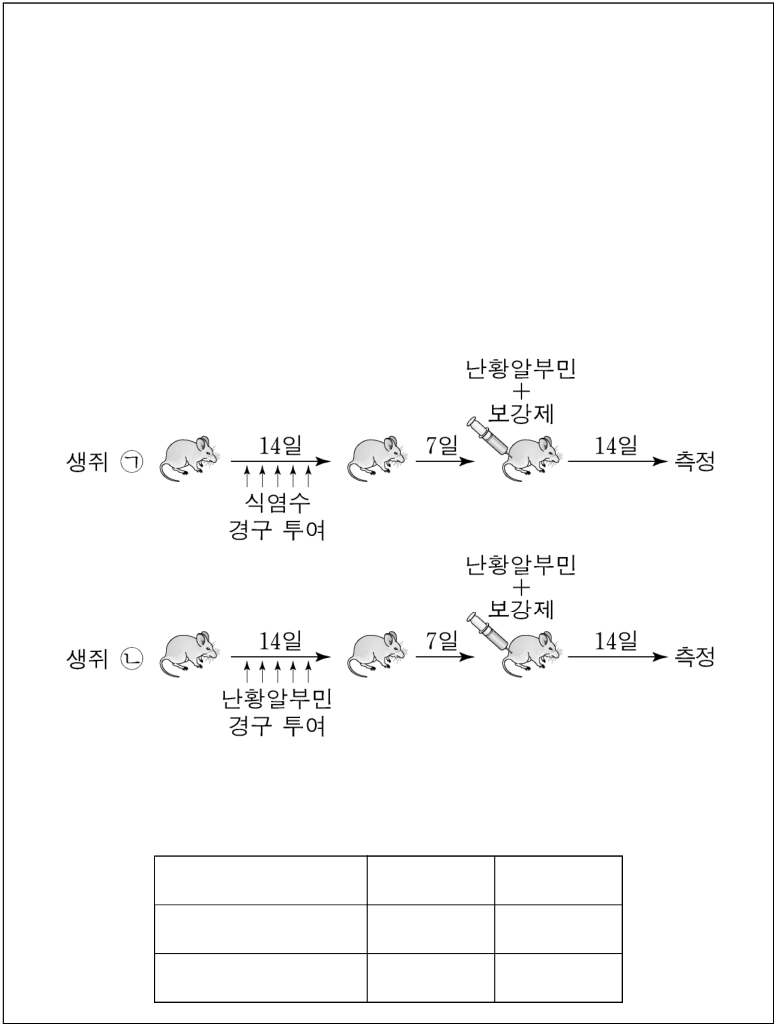 난황알부민
+
보강제
생쥐 ㉠ 14일 7일 14일 측정
식염수
경구 투여
난황알부민
+
보강제
생쥐 ㉡ 14일 7일 14일 측정
난황알부민
경구 투여